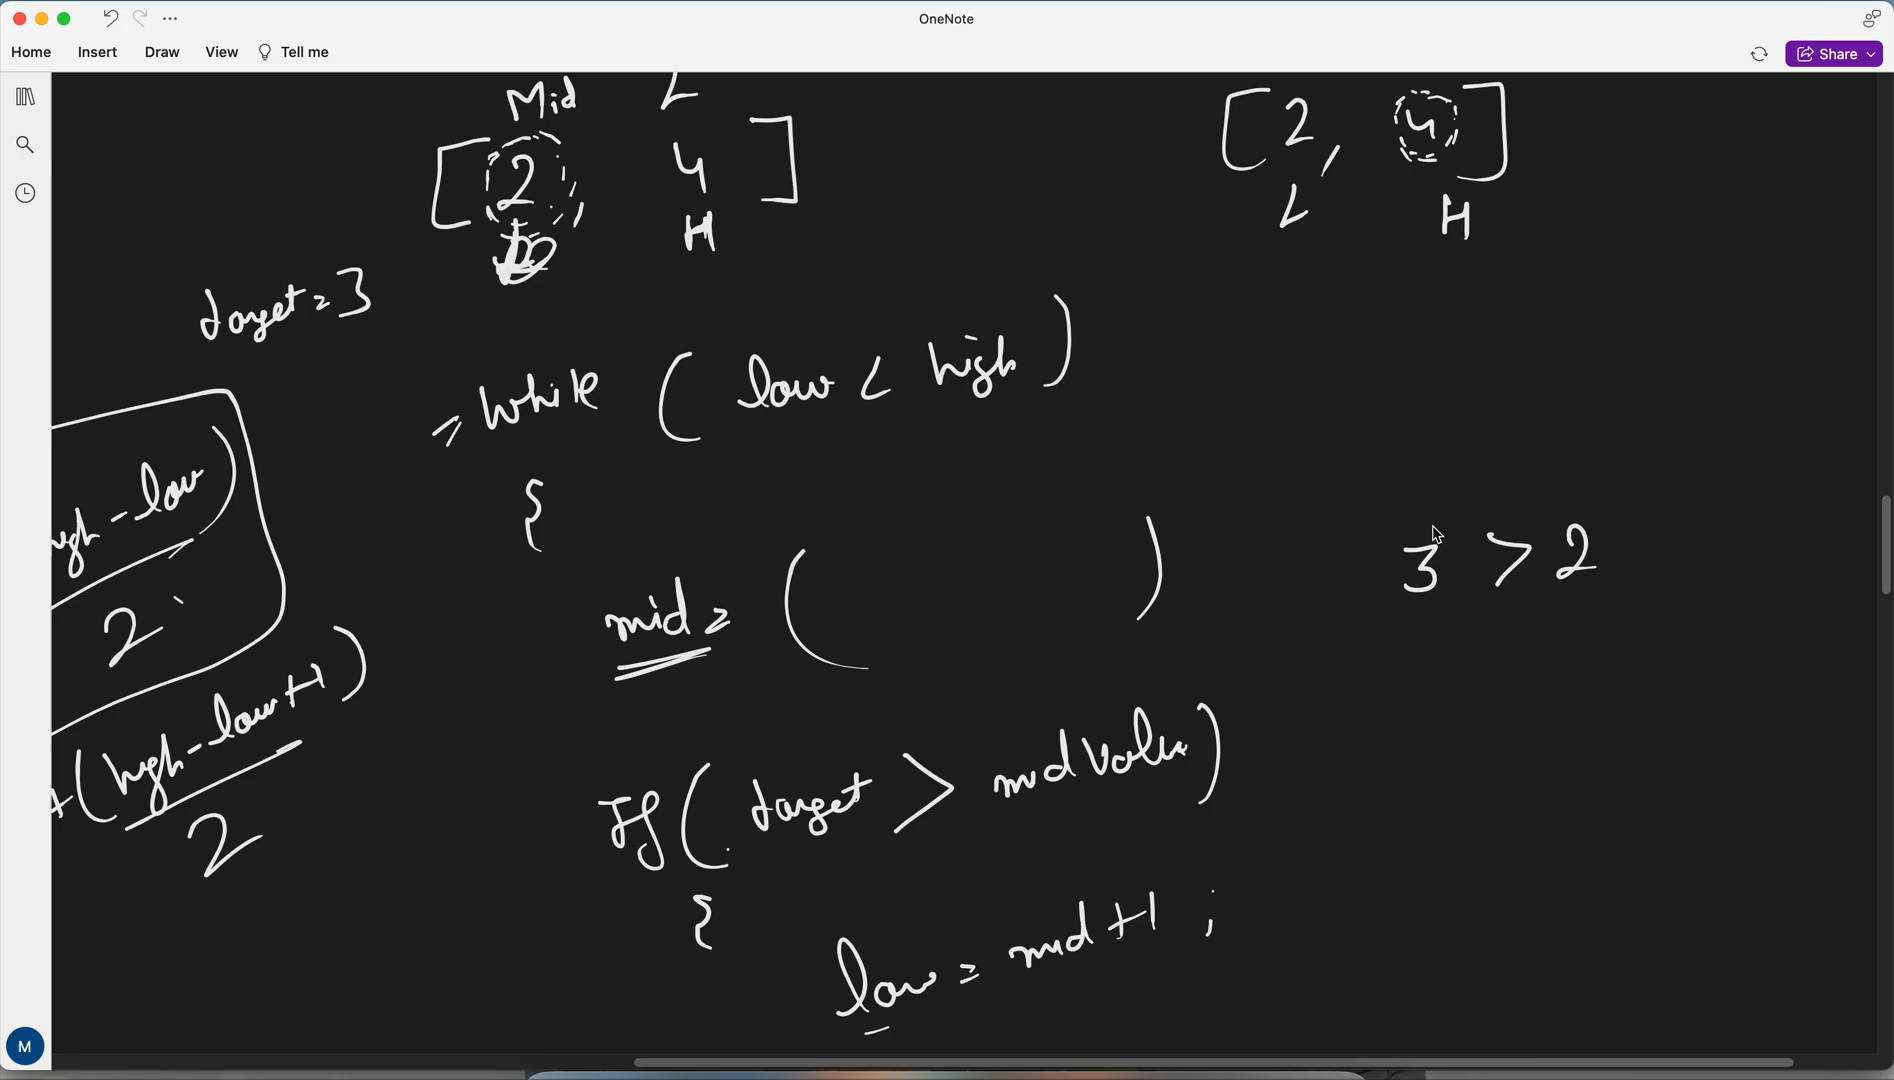 OneNote
Home Insert Draw View Tell me
Share
Mid L
[ 2 4 ]
H
[ 2, 4 ]
L H
target = 3
while ( low < high )
{
mid = ( )
3 > 2
high - low )
2
+ ( high - low + 1 )
2
If ( target > midValue )
{
low = mid + 1 ;
M